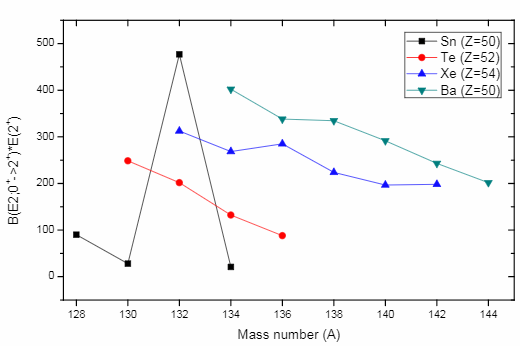 Sn (Z=50)
Te (Z=52)
Xe (Z=54)
Ba (Z=50)
500
400
300
200
100
0
B(E2,0⁺->2⁺)*E(2⁺)
128 130 132 134 136 138 140 142 144
Mass number (A)